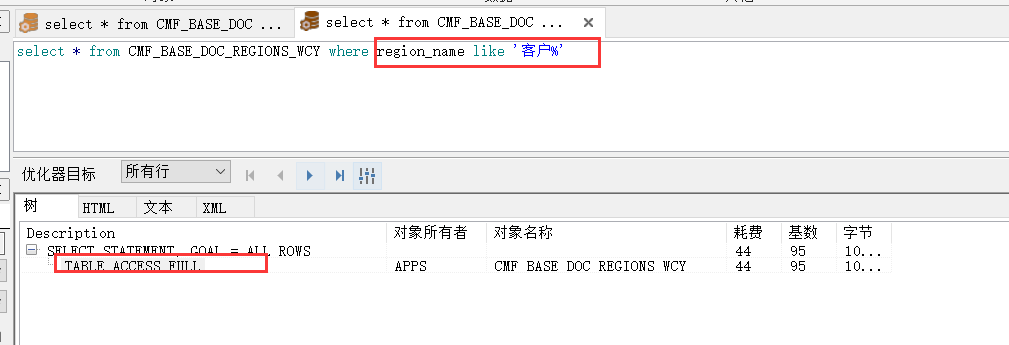 select * from CMF_BASE_DOC ...
select * from CMF_BASE_DOC ...
select * from CMF_BASE_DOC_REGIONS_WCY where region_name like '客户%'
优化器目标 所有行
树 HTML 文本 XML
Description 对象所有者 对象名称 耗费 基数 字节
SELECT STATEMENT, GOAL = ALL_ROWS 44 95 10...
TABLE ACCESS FULL APPS CMF_BASE_DOC_REGIONS_WCY 44 95 10...